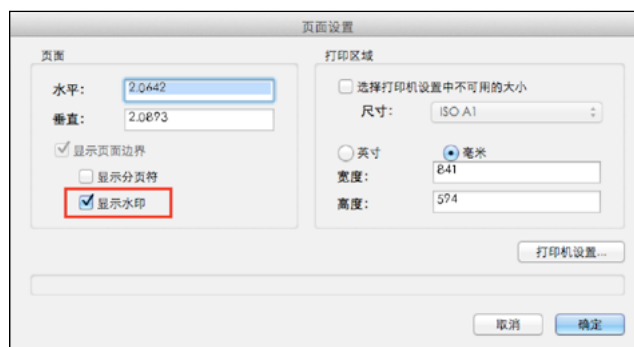 页面设置
页面
水平: 2.0642
垂直: 2.0893
显示页面边界
显示分页符
显示水印
打印区域
选择打印机设置中不可用的大小
尺寸: ISO A1
英寸 毫米
宽度: 841
高度: 594
打印机设置...
取消 确定